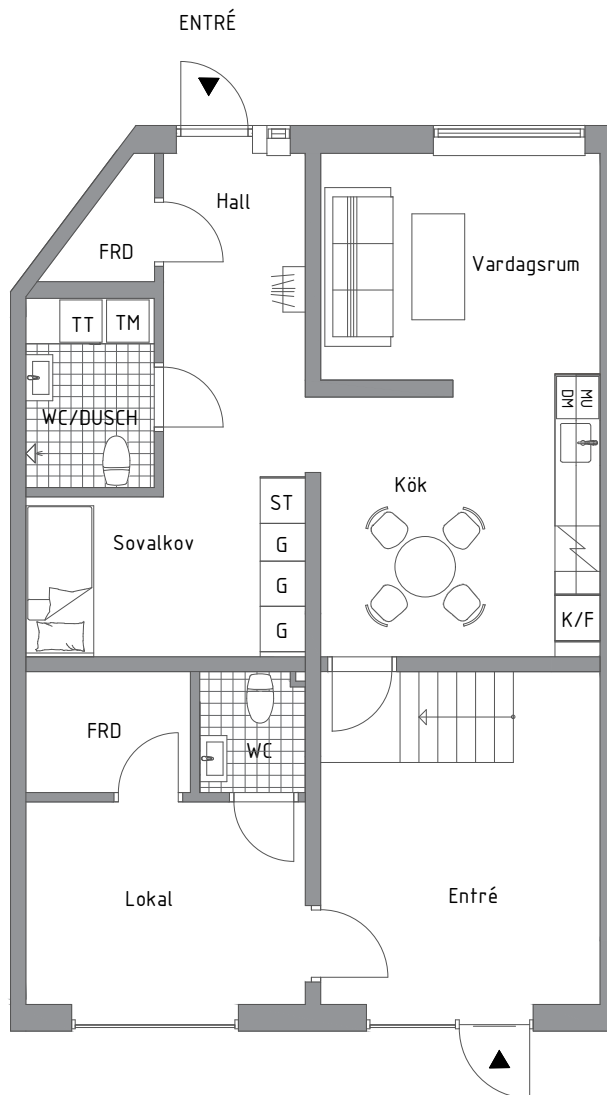 ENTRÉ
Hall
FRD
Vardagsrum
TT TM
WC/DUSCH
DM MU
Kök
ST
Sovalkov
G
G
G
K/F
FRD
WC
Lokal
Entré